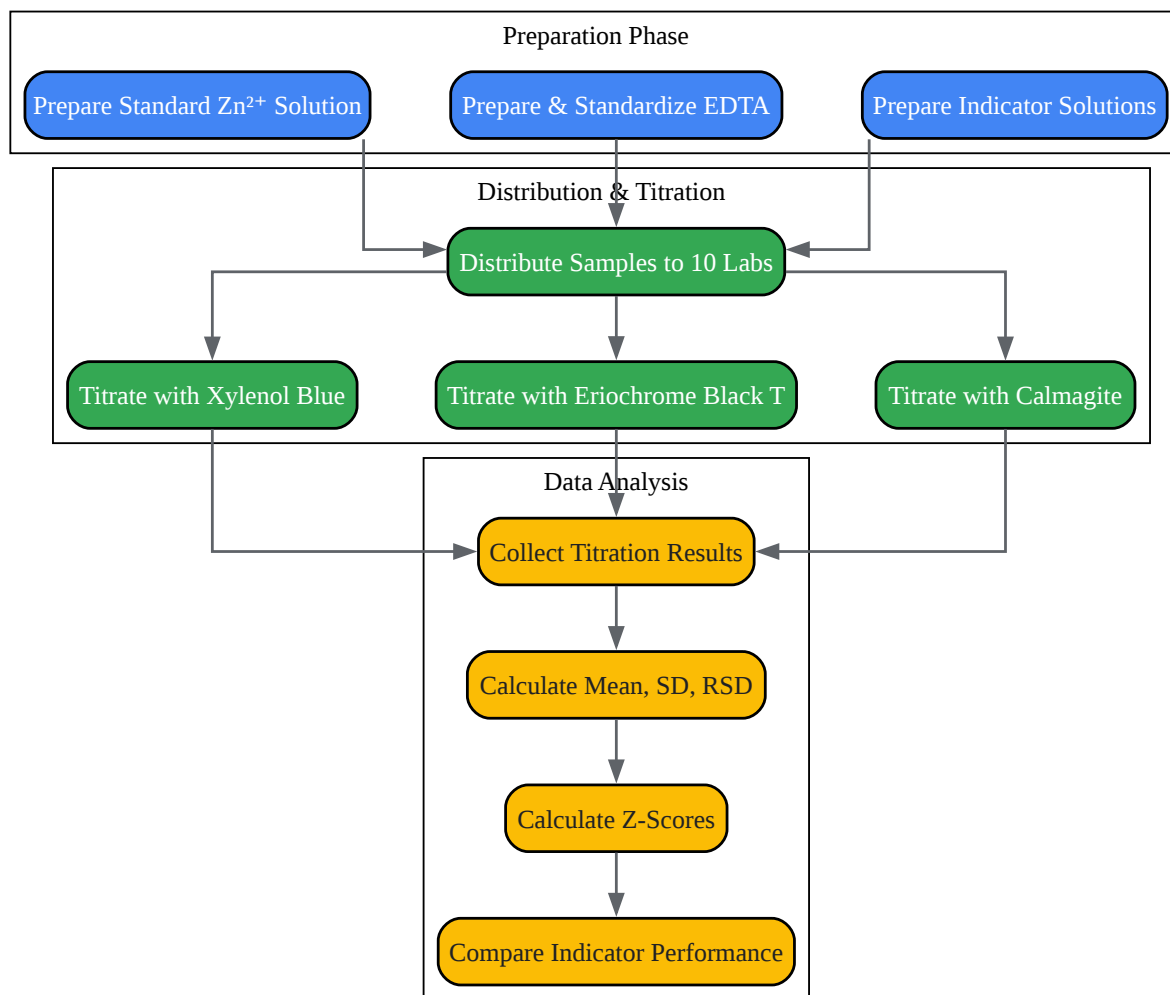 Preparation Phase
Prepare Standard Zn²⁺ Solution
Prepare & Standardize EDTA
Prepare Indicator Solutions
Distribution & Titration
Distribute Samples to 10 Labs
Titrate with Xylenol Blue
Titrate with Eriochrome Black T
Titrate with Calmagite
Data Analysis
Collect Titration Results
Calculate Mean, SD, RSD
Calculate Z-Scores
Compare Indicator Performance